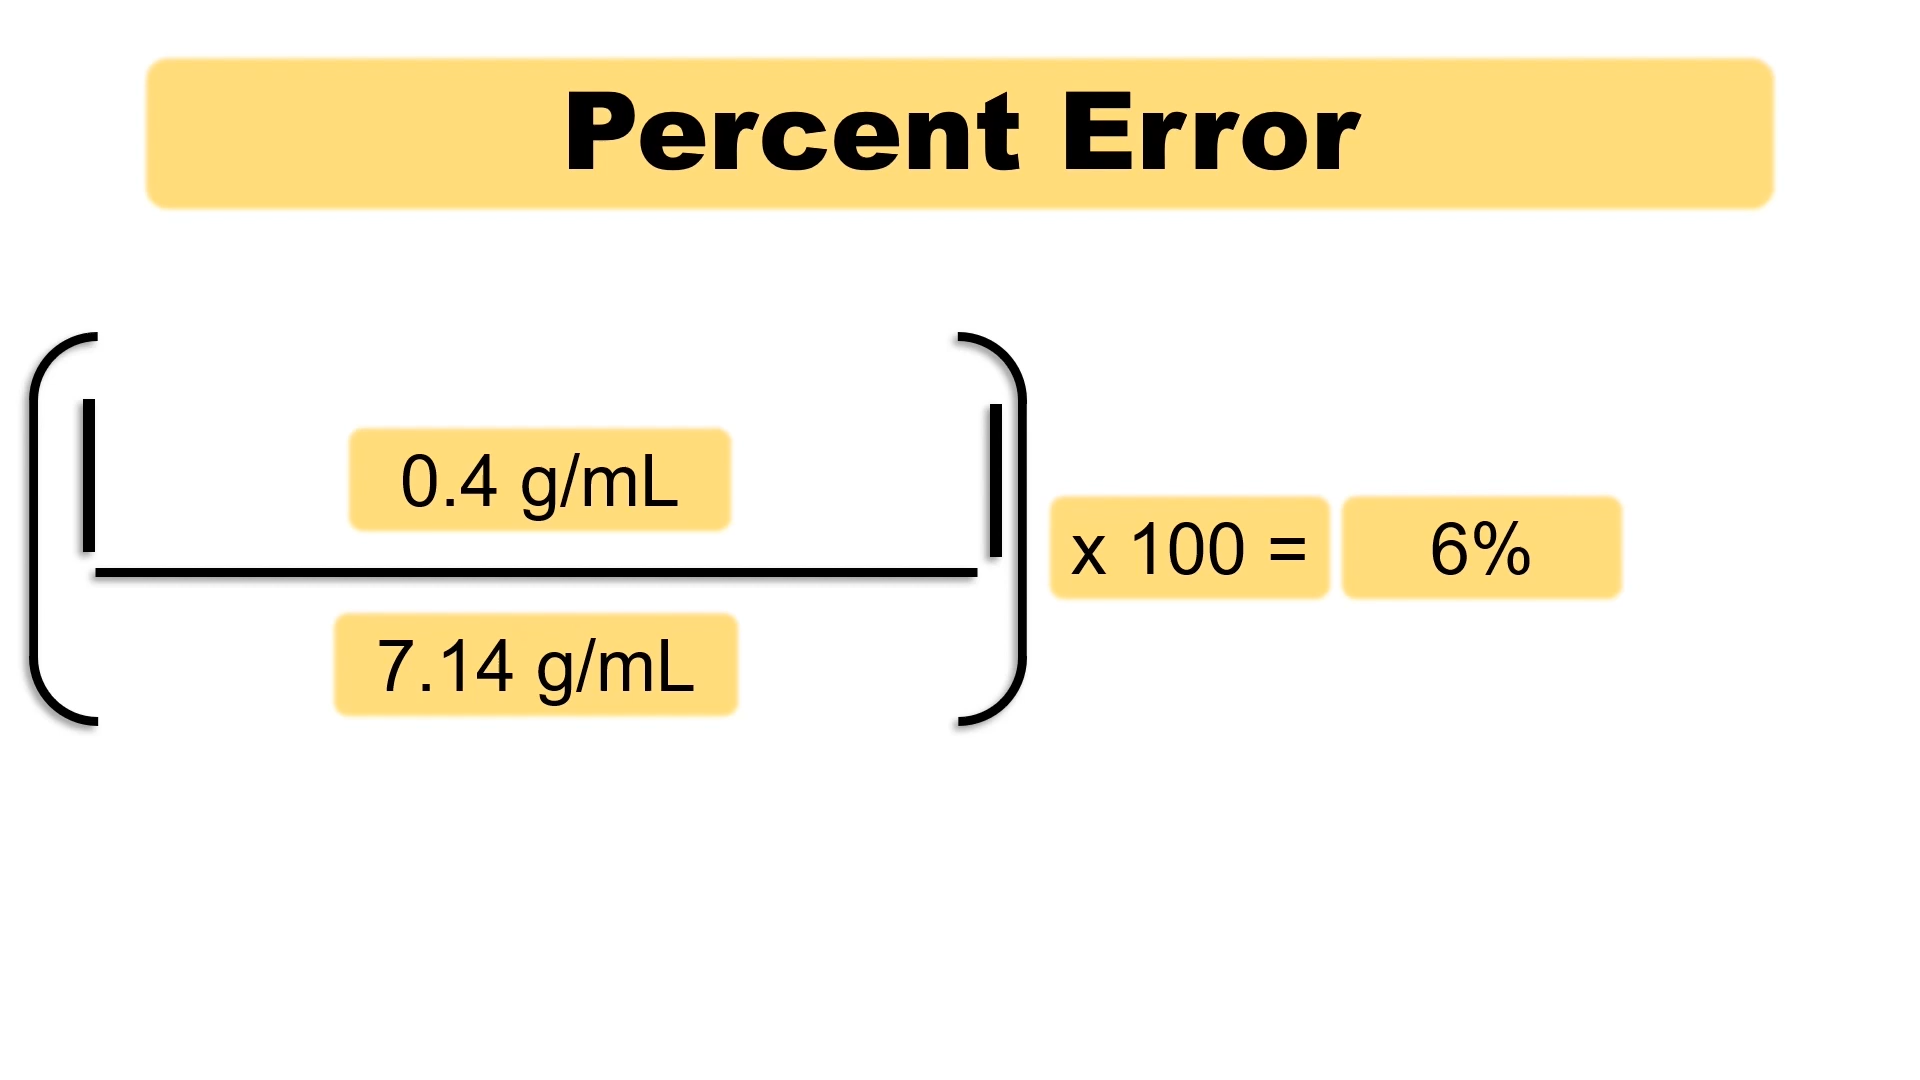 Percent Error
0.4 g/mL
7.14 g/mL
x 100 = 6%